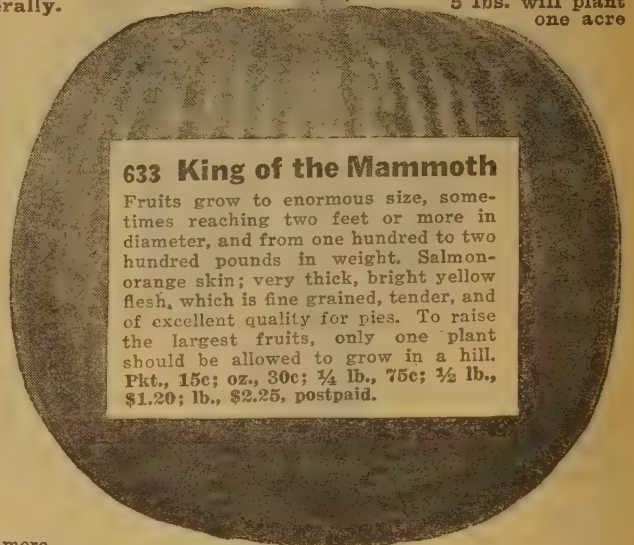 erally.
5 lbs. will plant
one acre
633 King of the Mammoth
Fruits grow to enormous size, some-
times reaching two feet or more in
diameter, and from one hundred to two
hundred pounds in weight. Salmon-
orange skin; very thick, bright yellow
flesh, which is fine grained, tender, and
of excellent quality for pies. To raise
the largest fruits, only one plant
should be allowed to grow in a hill.
Pkt., 15c; oz., 30c; ¼ lb., 75c; ½ lb.,
$1.20; lb., $2.25, postpaid.
more